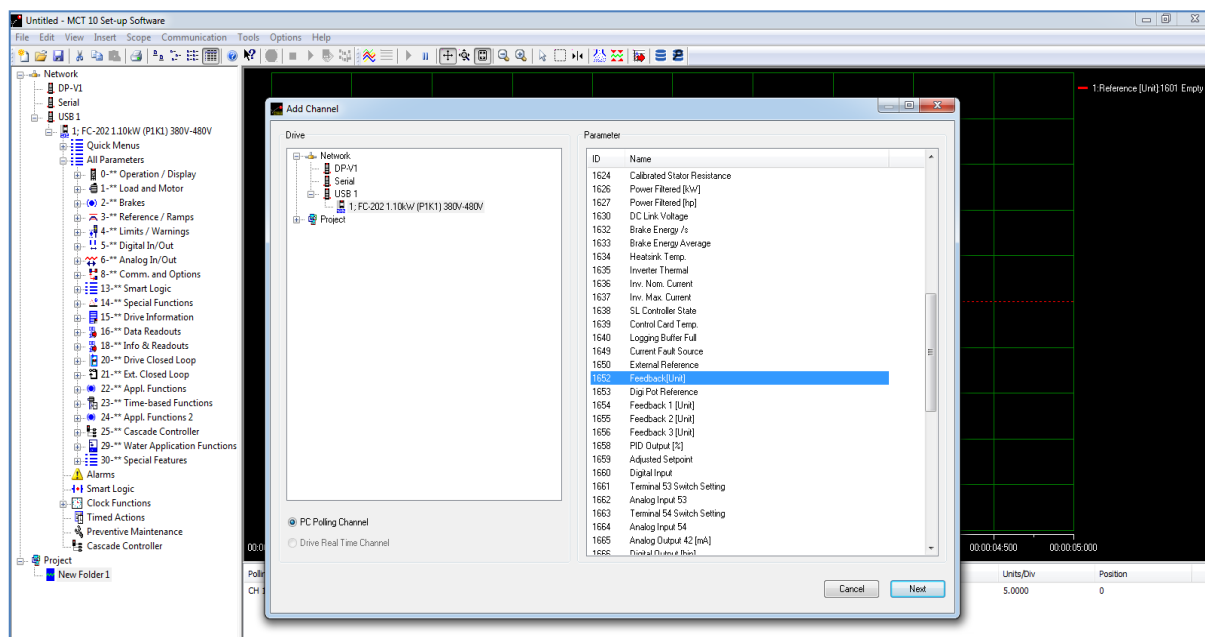 Untitled - MCT 10 Set-up Software
File Edit View Insert Scope Communication Tools Options Help
Network
DP-V1
Serial
USB 1
1; FC-202 1.10kW (P1K1) 380V-480V
Quick Menus
All Parameters
0-** Operation / Display
1-** Load and Motor
2-** Brakes
3-** Reference / Ramps
4-** Limits / Warnings
5-** Digital In/Out
6-** Analog In/Out
8-** Comm. and Options
13-** Smart Logic
14-** Special Functions
15-** Drive Information
16-** Data Readouts
18-** Info & Readouts
20-** Drive Closed Loop
21-** Ext. Closed Loop
22-** Appl. Functions
23-** Time-based Functions
24-** Appl. Functions 2
25-** Cascade Controller
29-** Water Application Functions
30-** Special Features
Alarms
Smart Logic
Clock Functions
Timed Actions
Preventive Maintenance
Cascade Controller
Project
New Folder1
1:Reference [Unit]1601 Empty
Add Channel
Drive
Network
DP-V1
Serial
USB 1
1; FC-202 1.10kW (P1K1) 380V-480V
Project
PC Polling Channel
Drive Real Time Channel
Parameter
ID Name
1624 Calibrated Stator Resistance
1626 Power Filtered [kW]
1627 Power Filtered [hp]
1630 DC Link Voltage
1632 Brake Energy /s
1633 Brake Energy Average
1634 Heatsink Temp.
1635 Inverter Thermal
1636 Inv. Nom. Current
1637 Inv. Max. Current
1638 SL Controller State
1639 Control Card Temp.
1640 Logging Buffer Full
1649 Current Fault Source
1650 External Reference
1652 Feedback[Unit]
1653 Digi Pot Reference
1654 Feedback 1 [Unit]
1655 Feedback 2 [Unit]
1656 Feedback 3 [Unit]
1658 PID Output [%]
1659 Adjusted Setpoint
1660 Digital Input
1661 Terminal 53 Switch Setting
1662 Analog Input 53
1663 Terminal 54 Switch Setting
1664 Analog Input 54
1665 Analog Output 42 [mA]
1666 Digital Output [bin]
Cancel Next
00:00:04:500 00:00:05:000
Units/Div Position
5.0000 0